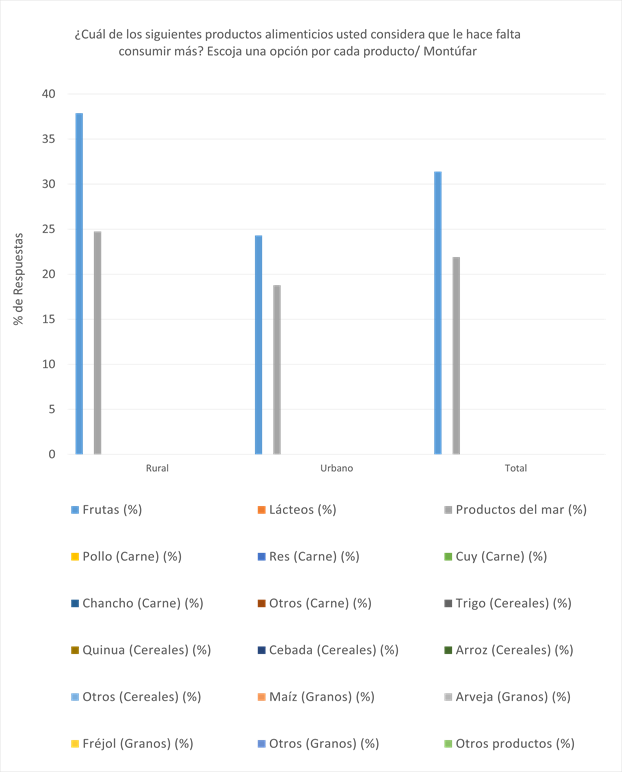 ¿Cuál de los siguientes productos alimenticios usted considera que le hace falta
consumir más? Escoja una opción por cada producto/ Montúfar
40
35
30
25
20
15
10
5
0
% de Respuestas
Rural Urbano Total
Frutas (%) Lácteos (%) Productos del mar (%)
Pollo (Carne) (%) Res (Carne) (%) Cuy (Carne) (%)
Chancho (Carne) (%) Otros (Carne) (%) Trigo (Cereales) (%)
Quinua (Cereales) (%) Cebada (Cereales) (%) Arroz (Cereales) (%)
Otros (Cereales) (%) Maíz (Granos) (%) Arveja (Granos) (%)
Fréjol (Granos) (%) Otros (Granos) (%) Otros productos (%)